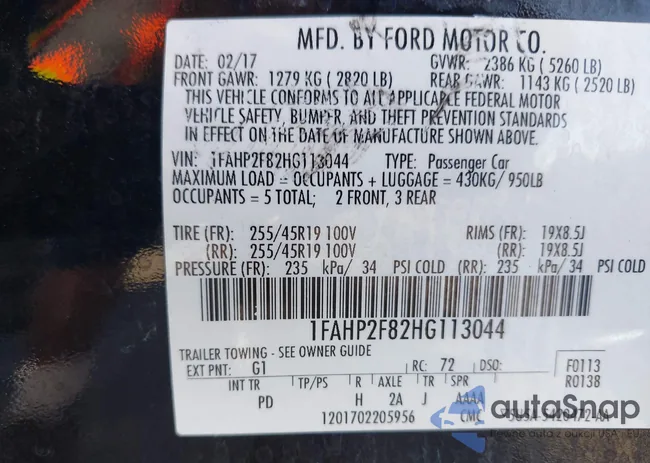 MFD. BY FORD MOTOR CO.
DATE: 02/17 GVWR: 2386 KG ( 5260 LB)
FRONT GAWR: 1279 KG ( 2820 LB) REAR GAWR: 1143 KG ( 2520 LB)
THIS VEHICLE CONFORMS TO ALL APPLICABLE FEDERAL MOTOR
VEHICLE SAFETY, BUMPER, AND THEFT PREVENTION STANDARDS
IN EFFECT ON THE DATE OF MANUFACTURE SHOWN ABOVE.
VIN: 1FAHP2F82HG113044 TYPE: Passenger Car
MAXIMUM LOAD = OCCUPANTS + LUGGAGE = 430KG/ 950LB
OCCUPANTS = 5 TOTAL; 2 FRONT, 3 REAR
TIRE (FR): 255/45R19 100V RIMS (FR): 19X8.5J
(RR): 255/45R19 100V (RR): 19X8.5J
PRESSURE (FR): 235 kPa/ 34 PSI COLD (RR): 235 kPa/ 34 PSI COLD
1FAHP2F82HG113044
TRAILER TOWING - SEE OWNER GUIDE
EXT PNT: G1 RC: 72 DSO: F0113
R0138
INT TR TP/PS R AXLE TR SPR
PD H 2A J AAAA
1201702205956 CMC
autoSnap